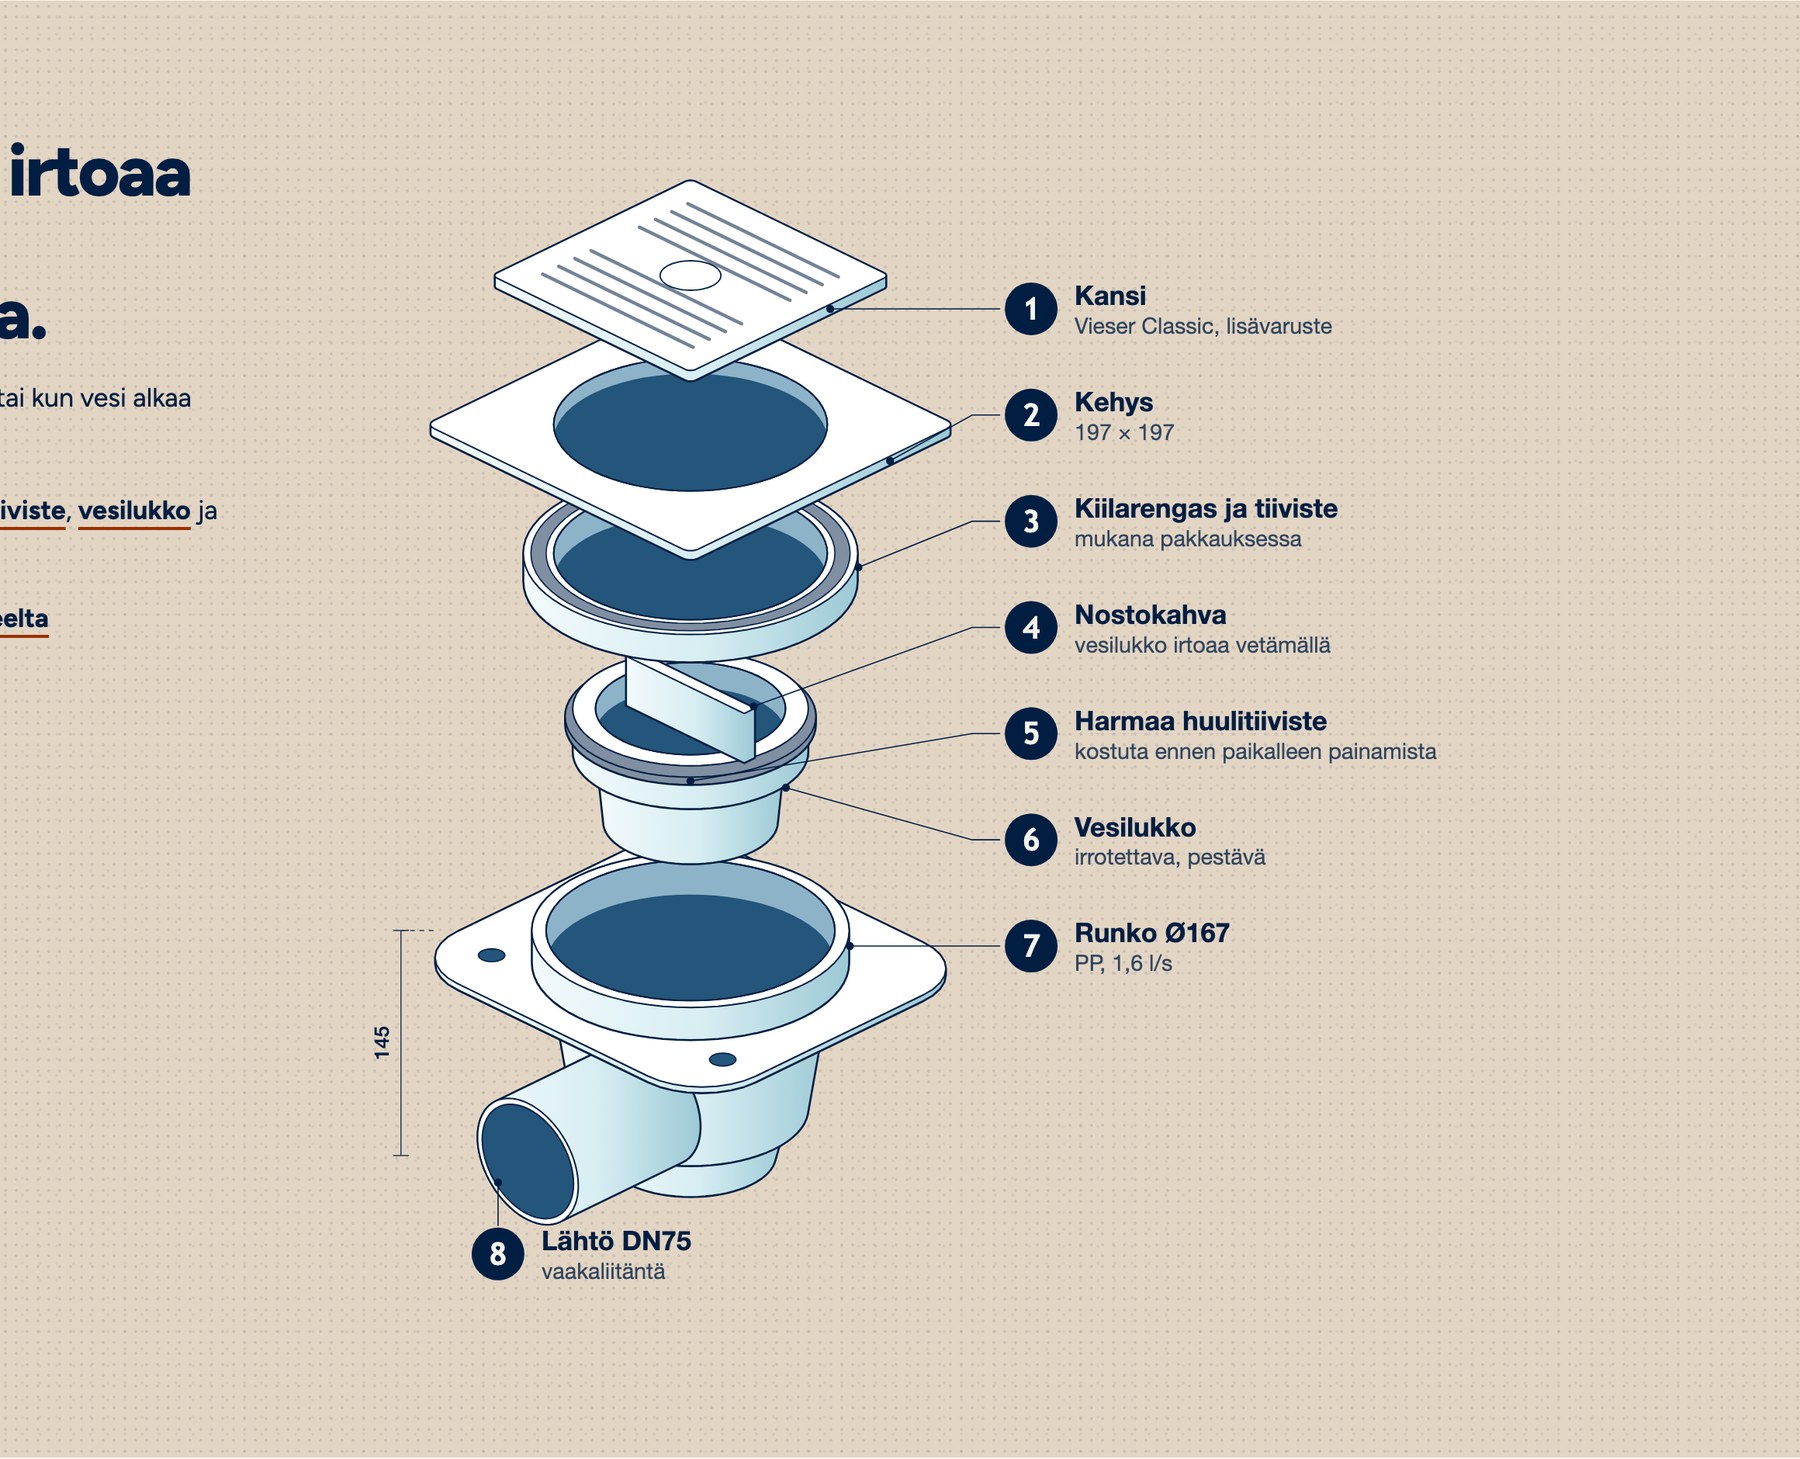 irtoaa
a.
tai kun vesi alkaa
iviste, vesilukko ja
eelta
1
Kansi
Vieser Classic, lisävaruste
2
Kehys
197 × 197
3
Kiilarengas ja tiiviste
mukana pakkauksessa
4
Nostokahva
vesilukko irtoaa vetämällä
5
Harmaa huulitiiviste
kostuta ennen paikalleen painamista
6
Vesilukko
irrotettava, pestävä
7
Runko Ø167
PP, 1,6 l/s
145
8
Lähtö DN75
vaakaliitäntä